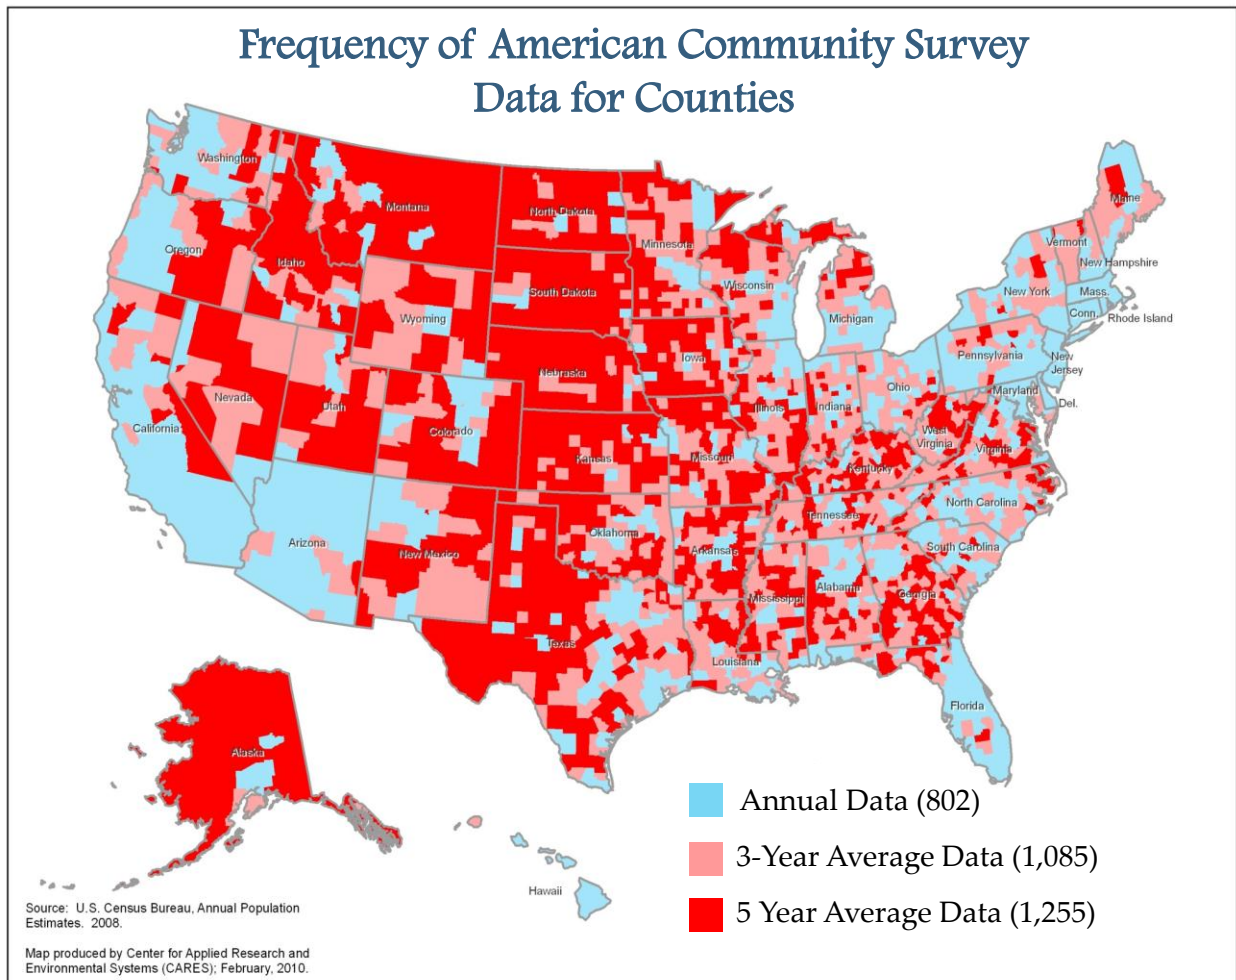 Frequency of American Community Survey
Data for Counties
Washington
Montana
North Dakota
Maine
Oregon
Minnesota
Vermont
Idaho
New Hampshire
South Dakota
Wisconsin
New York
Mass.
Wyoming
Michigan
Conn.
Rhode Island
Iowa
Pennsylvania
New
Jersey
Nebraska
Nevada
Utah
Illinois
Indiana
Ohio
Maryland
Del.
California
Colorado
Kansas
Missouri
West
Virginia
Virginia
Kentucky
North Carolina
Tennessee
Arizona
New Mexico
Oklahoma
Arkansas
South Carolina
Mississippi
Alabama
Georgia
Texas
Louisiana
Florida
Alaska
Hawaii
Annual Data (802)
3-Year Average Data (1,085)
5 Year Average Data (1,255)
Source: U.S. Census Bureau, Annual Population
Estimates. 2008.
Map produced by Center for Applied Research and
Environmental Systems (CARES); February, 2010.